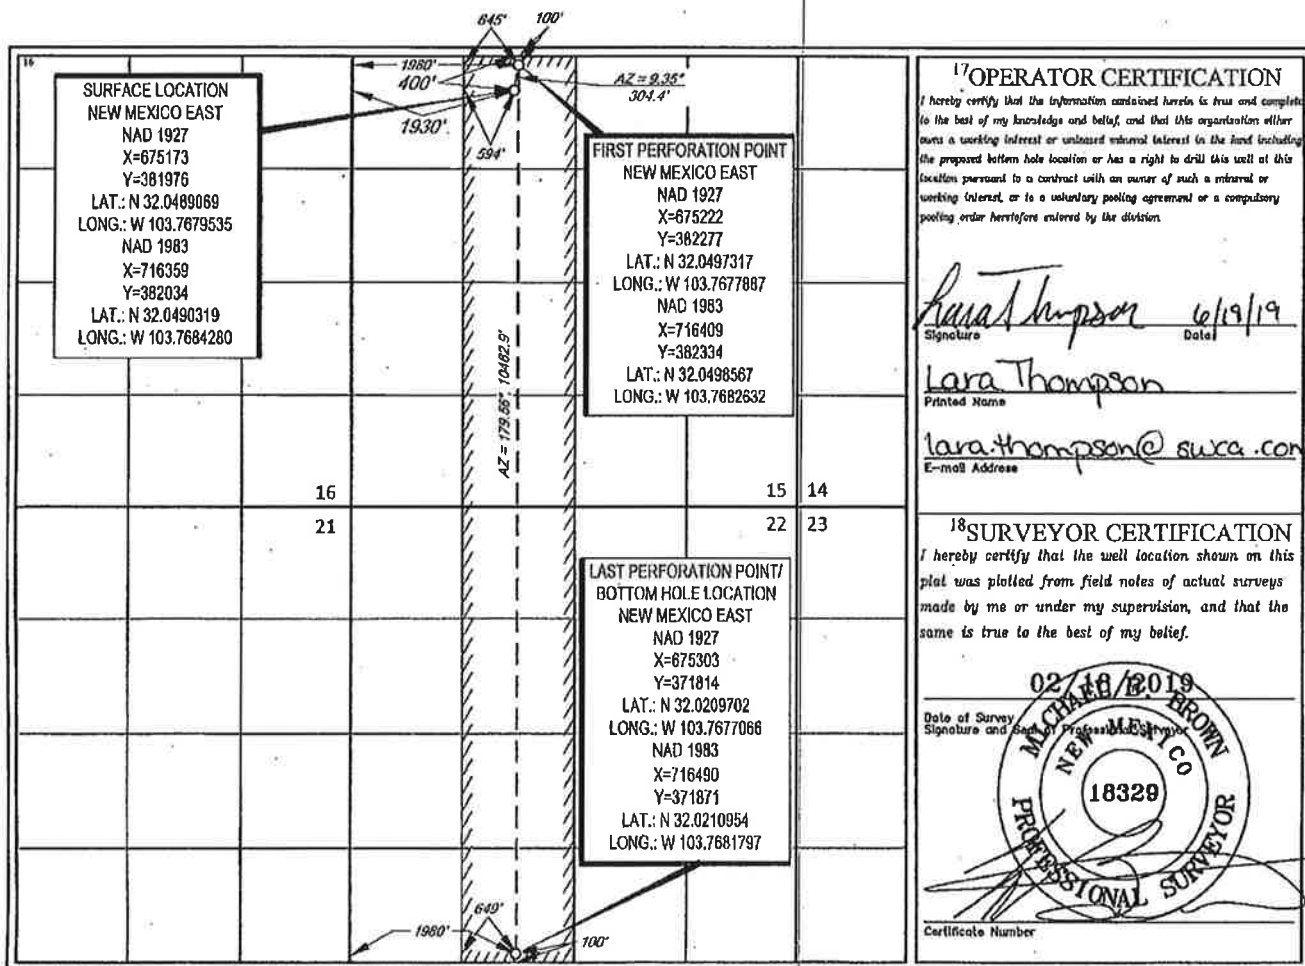 645' 100'
16
1980'
400'
1930'
594'
AZ = 9.35°
304.4'
SURFACE LOCATION
NEW MEXICO EAST
NAD 1927
X=675173
Y=381976
LAT.: N 32.0489069
LONG.: W 103.7679535
NAD 1983
X=716359
Y=382034
LAT.: N 32.0490319
LONG.: W 103.7684280
FIRST PERFORATION POINT
NEW MEXICO EAST
NAD 1927
X=675222
Y=382277
LAT.: N 32.0497317
LONG.: W 103.7677887
NAD 1983
X=716409
Y=382334
LAT.: N 32.0498567
LONG.: W 103.7682632
AZ = 179.56° 10462.9'
16
15 14
21
22 23
LAST PERFORATION POINT/
BOTTOM HOLE LOCATION
NEW MEXICO EAST
NAD 1927
X=675303
Y=371814
LAT.: N 32.0209702
LONG.: W 103.7677066
NAD 1983
X=716490
Y=371871
LAT.: N 32.0210954
LONG.: W 103.7681797
649'
1980'
100'
17 OPERATOR CERTIFICATION
I hereby certify that the information contained herein is true and complete
to the best of my knowledge and belief, and that this organization either
owns a working interest or unleased mineral interest in the land including
the proposed bottom hole location or has a right to drill this well at this
location pursuant to a contract with an owner of such a mineral or
working interest, or to a voluntary pooling agreement or a compulsory
pooling order heretofore entered by the division
Lara Thompson 6/19/19
Signature Date
Lara Thompson
Printed Name
lara.thompson@swca.com
E-mail Address
18 SURVEYOR CERTIFICATION
I hereby certify that the well location shown on this
plat was plotted from field notes of actual surveys
made by me or under my supervision, and that the
same is true to the best of my belief.
02/18/2019
Date of Survey
Signature and Seal of Professional Surveyor
MICHAEL B. BROWN
NEW MEXICO
18329
PROFESSIONAL SURVEYOR
Certificate Number